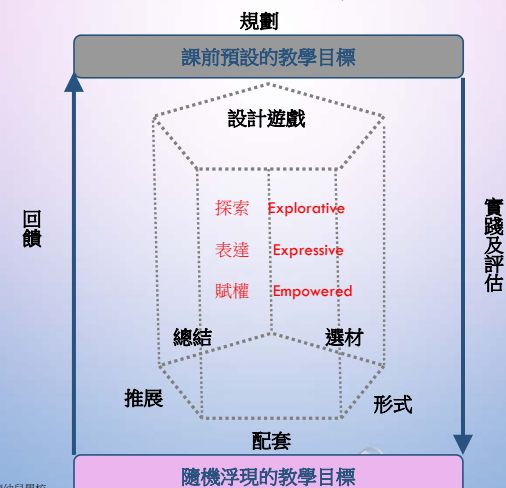 規劃
課前預設的教學目標
設計遊戲
探索 Explorative
表達 Expressive
賦權 Empowered
回饋
實踐及評估
總結
選材
推展
形式
配套
隨機浮現的教學目標